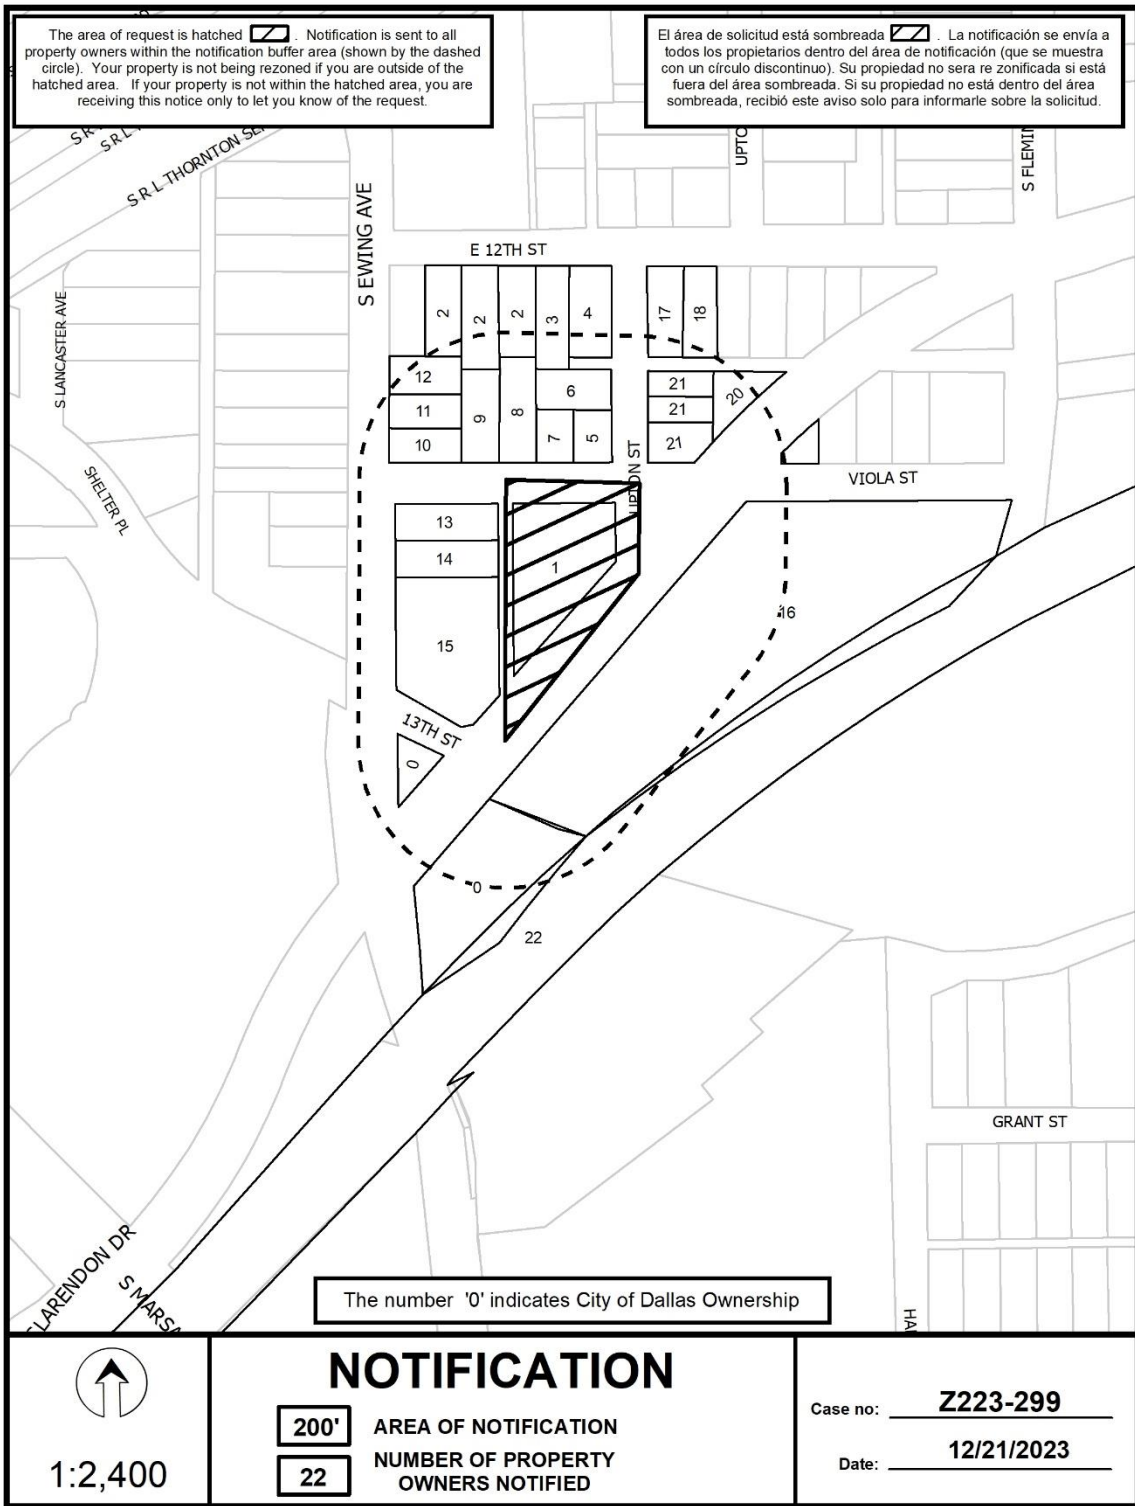 The area of request is hatched . Notification is sent to all
property owners within the notification buffer area (shown by the dashed
circle). Your property is not being rezoned if you are outside of the
hatched area. If your property is not within the hatched area, you are
receiving this notice only to let you know of the request.
El área de solicitud está sombreada . La notificación se envía a
todos los propietarios dentro del área de notificación (que se muestra
con un círculo discontinuo). Su propiedad no sera re zonificada si está
fuera del área sombreada. Si su propiedad no está dentro del área
sombreada, recibió este aviso solo para informarle sobre la solicitud.
S R L
S R L THORNTON
S EWING AVE
E 12TH ST
S LANCASTER AVE
SHELTER PL
2
2
2
3
4
17
18
12
11
10
9
8
6
7
5
21
21
21
20
UPTON ST
VIOLA ST
13
14
15
1
16
13TH ST
0
0
22
GRANT ST
CLARENDON DR
The number '0' indicates City of Dallas Ownership
1:2,400
NOTIFICATION
200' AREA OF NOTIFICATION
22 NUMBER OF PROPERTY
OWNERS NOTIFIED
Case no: Z223-299
Date: 12/21/2023